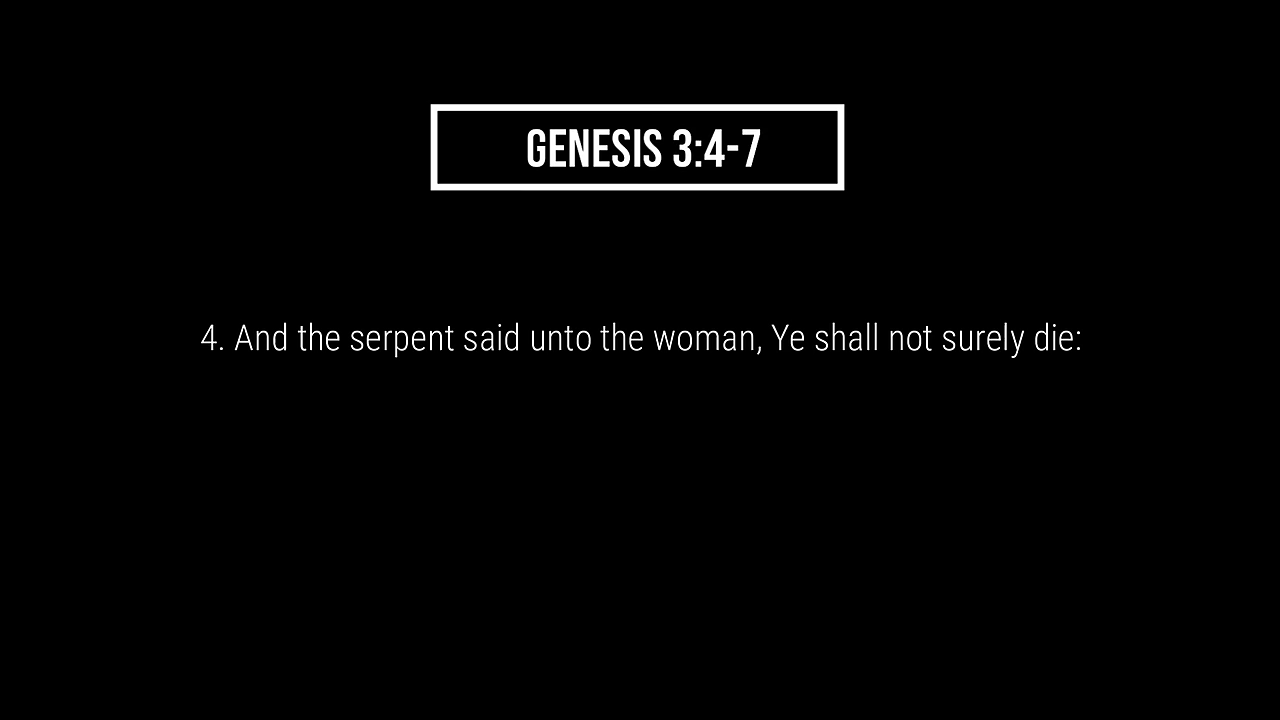 GENESIS 3:4-7
4. And the serpent said unto the woman, Ye shall not surely die: